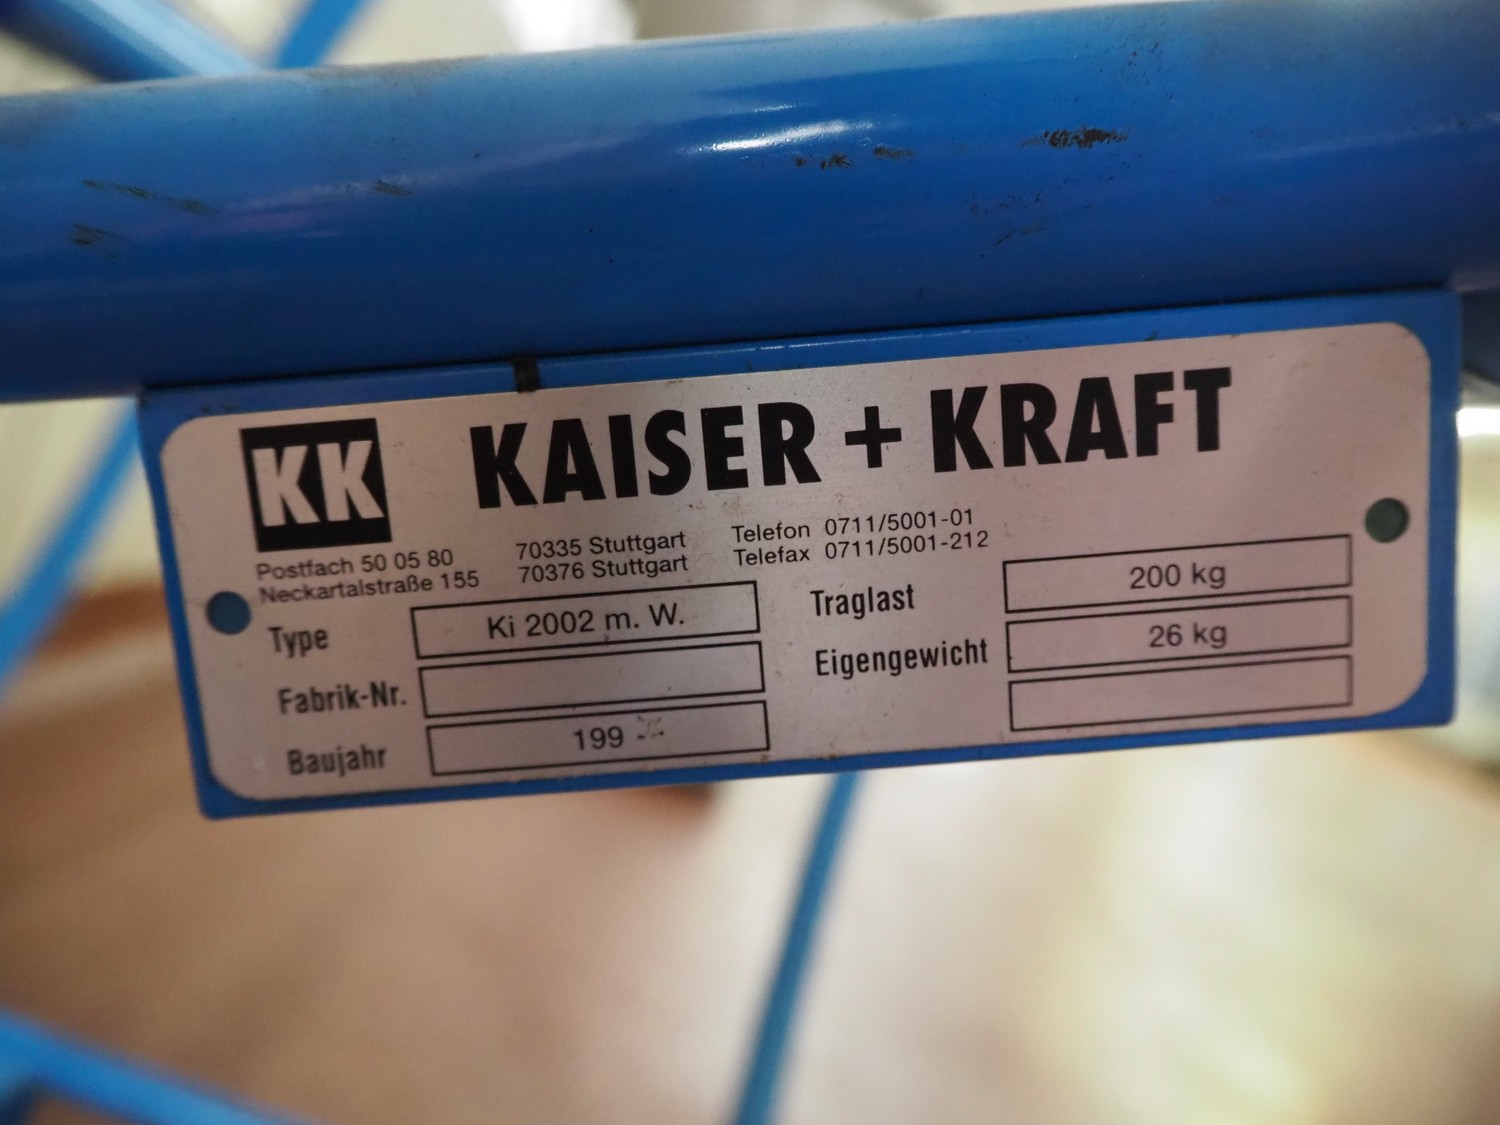 KK KAISER + KRAFT
Postfach 50 05 80 70335 Stuttgart Telefon 0711/5001-01
Neckartalstraße 155 70376 Stuttgart Telefax 0711/5001-212
Type Ki 2002 m. W. Traglast 200 kg
Fabrik-Nr. Eigengewicht 26 kg
Baujahr 199